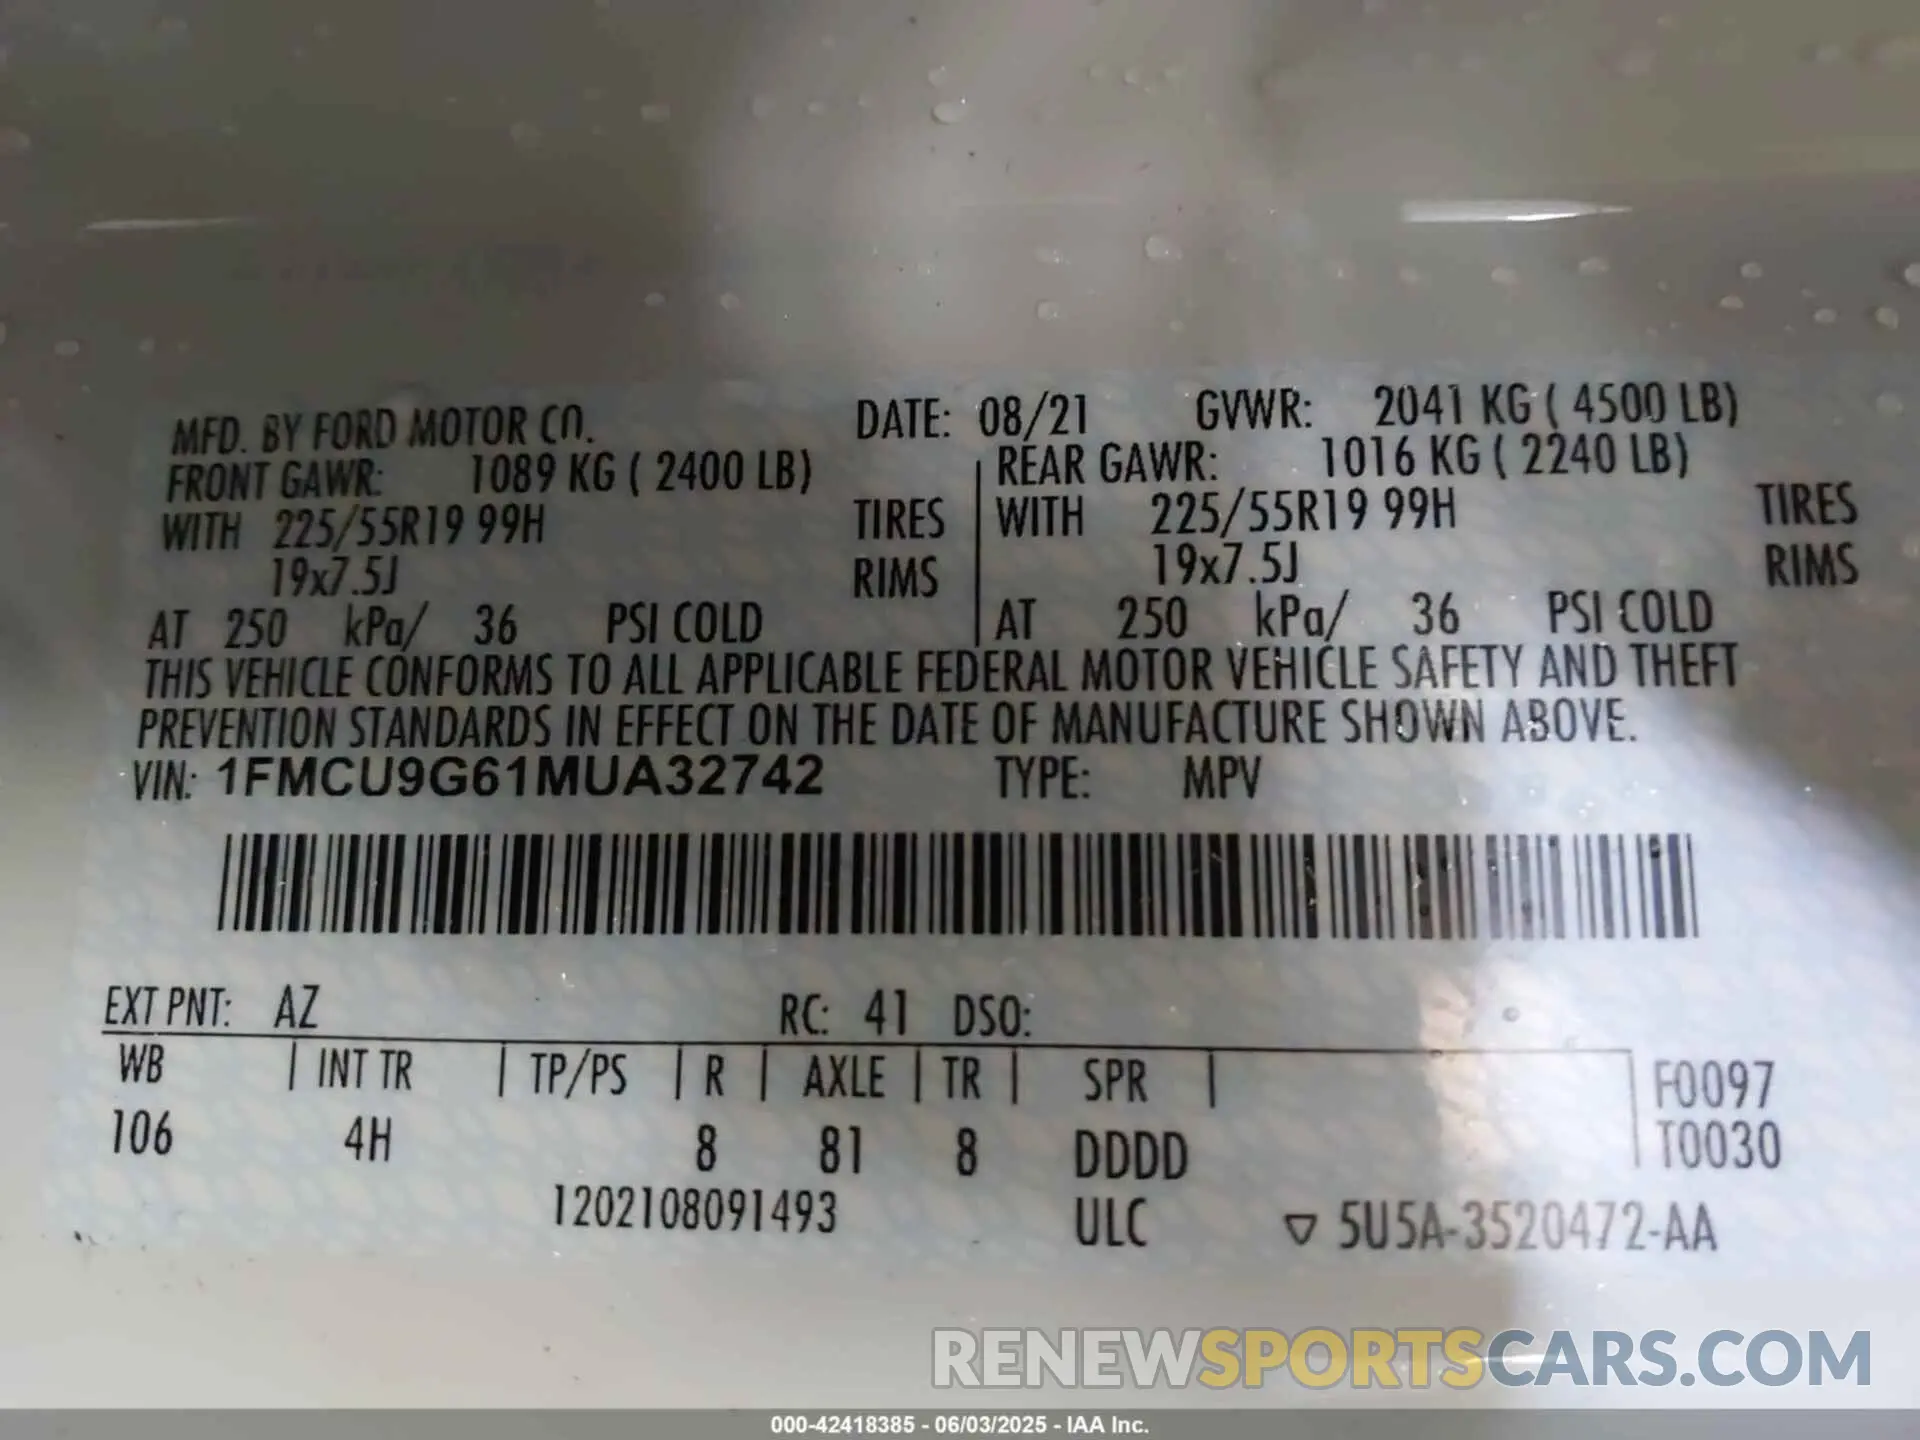 MFD. BY FORD MOTOR CO. DATE: 08/21 GVWR: 2041 KG ( 4500 LB)
FRONT GAWR: 1089 KG ( 2400 LB) REAR GAWR: 1016 KG ( 2240 LB)
WITH 225/55R19 99H TIRES WITH 225/55R19 99H TIRES
19x7.5J RIMS 19x7.5J RIMS
AT 250 kPa/ 36 PSI COLD AT 250 kPa/ 36 PSI COLD
THIS VEHICLE CONFORMS TO ALL APPLICABLE FEDERAL MOTOR VEHICLE SAFETY AND THEFT
PREVENTION STANDARDS IN EFFECT ON THE DATE OF MANUFACTURE SHOWN ABOVE.
VIN: 1FMCU9G61MUA32742 TYPE: MPV
EXT PNT: AZ RC: 41 DSO:
WB INT TR TP/PS R AXLE TR SPR F0097
106 4H 8 81 8 DDDD T0030
1202108091493 ULC ▽ 5U5A-3520472-AA
RENEWSPORTSCARS.COM
000-42418385 - 06/03/2025 - IAA Inc.